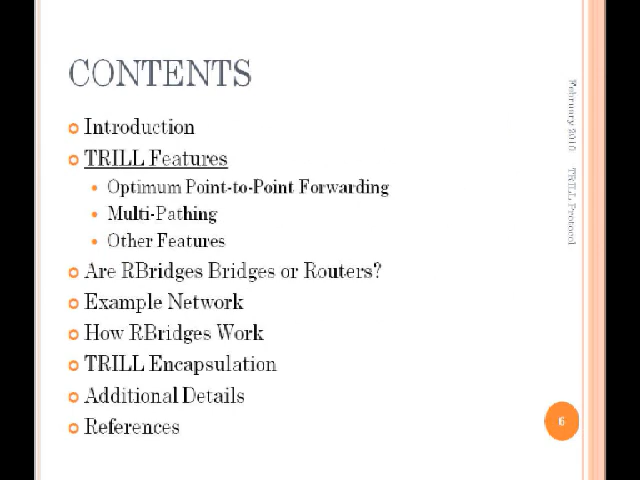 CONTENTS
Introduction
TRILL Features
Optimum Point-to-Point Forwarding
Multi-Pathing
Other Features
Are RBridges Bridges or Routers?
Example Network
How RBridges Work
TRILL Encapsulation
Additional Details
References
February 2010
TRILL Protocol
6